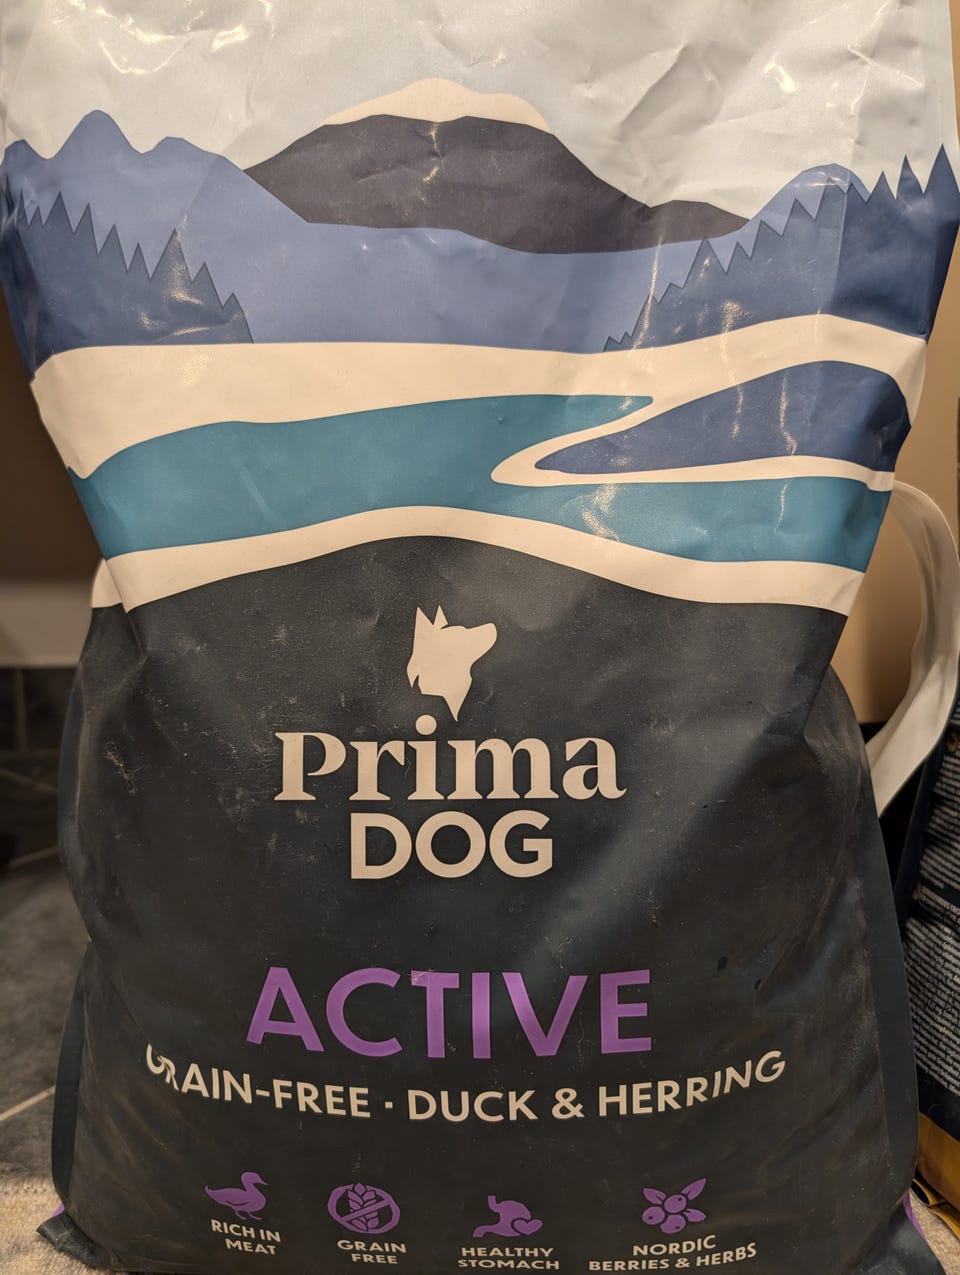 Prima
DOG
ACTIVE
GRAIN-FREE · DUCK & HERRING
RICH IN
MEAT
GRAIN
FREE
HEALTHY
STOMACH
NORDIC
BERRIES & HERBS